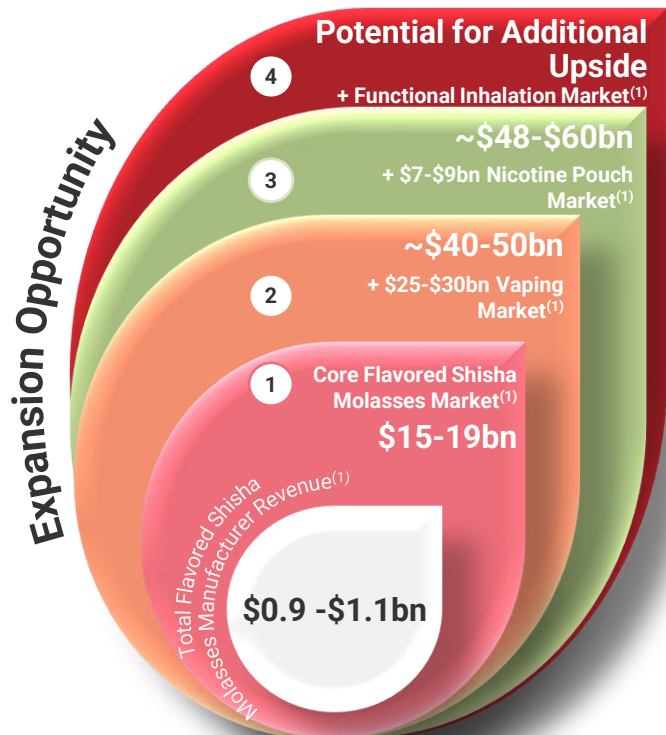 Potential for Additional
Upside
4
+ Functional Inhalation Market(1)
~$48-$60bn
3
+ $7-$9bn Nicotine Pouch
Market(1)
~$40-50bn
2
+ $25-$30bn Vaping
Market(1)
1
Core Flavored Shisha
Molasses Market(1)
$15-19bn
Total Flavored Shisha
Molasses Manufacturer Revenue(1)
$0.9 -$1.1bn
Expansion Opportunity